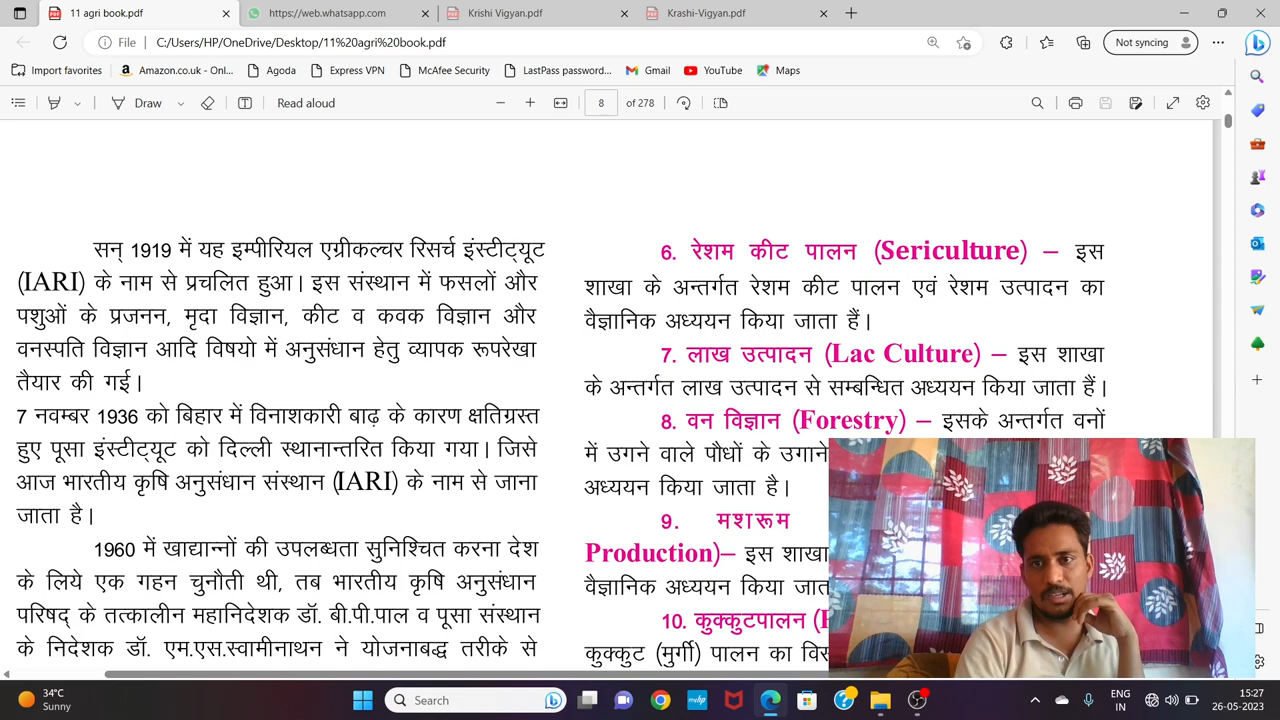 11 agri book.pdf
https://web.whatsapp.com/
Krishi Vigyan.pdf
Krashi-Vigyan.pdf
File C:/Users/HP/OneDrive/Desktop/11%20agri%20book.pdf
Not syncing
Import favorites
Amazon.co.uk - Onl...
Agoda
Express VPN
McAfee Security
LastPass password...
Gmail
YouTube
Maps
Draw
Read aloud
8 of 278
सन् 1919 में यह इम्पीरियल एग्रीकल्चर रिसर्च इंस्टीट्यूट
(IARI) के नाम से प्रचलित हुआ। इस संस्थान में फसलों और
पशुओं के प्रजनन, मृदा विज्ञान, कीट व कवक विज्ञान और
वनस्पति विज्ञान आदि विषयो में अनुसंधान हेतु व्यापक रूपरेखा
तैयार की गई।
7 नवम्बर 1936 को बिहार में विनाशकारी बाढ़ के कारण क्षतिग्रस्त
हुए पूसा इंस्टीट्यूट को दिल्ली स्थानान्तरित किया गया। जिसे
आज भारतीय कृषि अनुसंधान संस्थान (IARI) के नाम से जाना
जाता है।
1960 में खाद्यान्नों की उपलब्धता सुनिश्चित करना देश
के लिये एक गहन चुनौती थी, तब भारतीय कृषि अनुसंधान
परिषद् के तत्कालीन महानिदेशक डॉ. बी.पी.पाल व पूसा संस्थान
के निदेशक डॉ. एम.एस.स्वामीनाथन ने योजनाबद्ध तरीके से
6. रेशम कीट पालन (Sericulture) – इस
शाखा के अन्तर्गत रेशम कीट पालन एवं रेशम उत्पादन का
वैज्ञानिक अध्ययन किया जाता हैं।
7. लाख उत्पादन (Lac Culture) – इस शाखा
के अन्तर्गत लाख उत्पादन से सम्बन्धित अध्ययन किया जाता हैं।
8. वन विज्ञान (Forestry) – इसके अन्तर्गत वनों
में उगने वाले पौधों के उगाने
अध्ययन किया जाता है।
9. मशरूम
Production)– इस शाखा
वैज्ञानिक अध्ययन किया जात
10. कुक्कुटपालन (
कुक्कुट (मुर्गी) पालन का
34°C
Sunny
Search
ENG
IN
15:27
26-05-2023